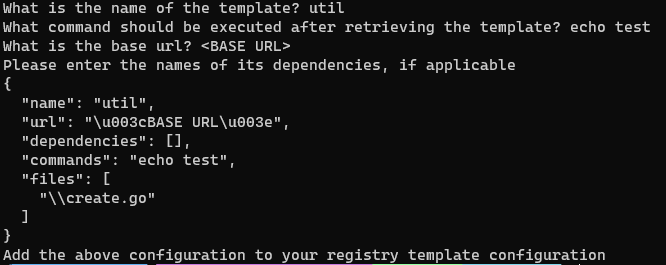 What is the name of the template? util
What command should be executed after retrieving the template? echo test
What is the base url? <BASE URL>
Please enter the names of its dependencies, if applicable
{
  "name": "util",
  "url": "\u003cBASE URL\u003e",
  "dependencies": [],
  "commands": "echo test",
  "files": [
    "\\create.go"
  ]
}
Add the above configuration to your registry template configuration